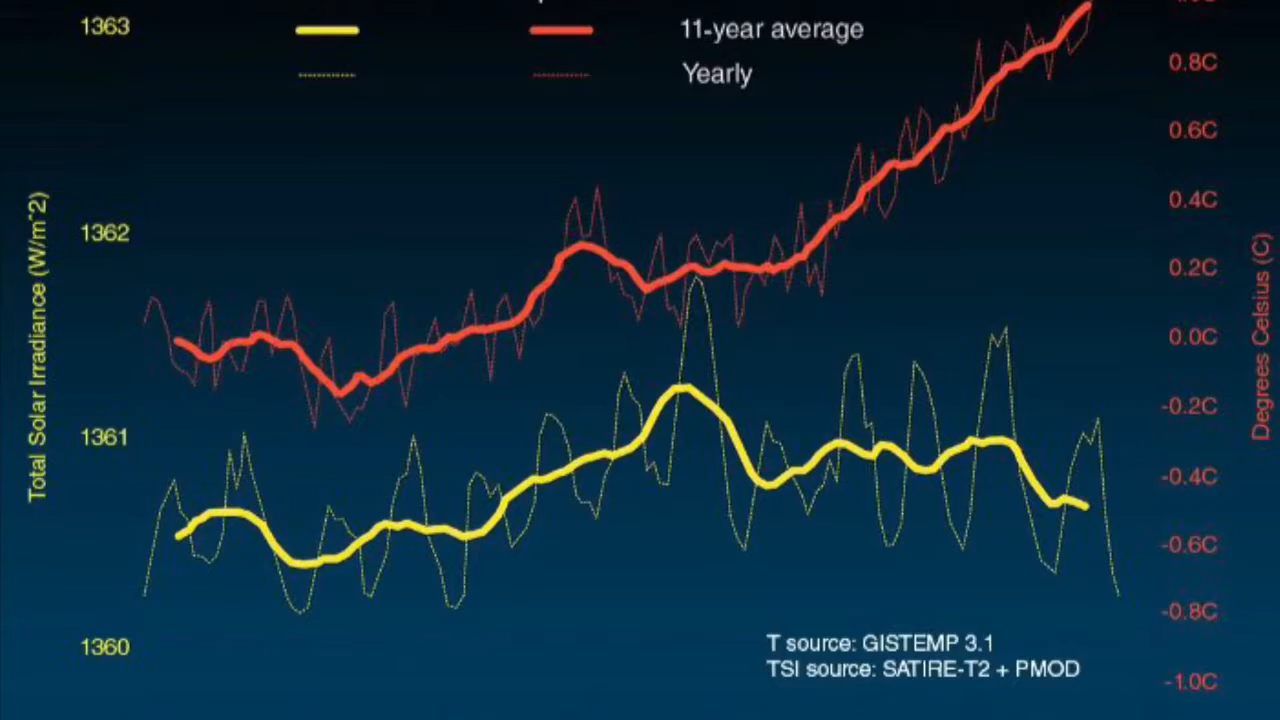 1363
11-year average
Yearly
0.8C
0.6C
0.4C
1362
0.2C
0.0C
-0.2C
1361
-0.4C
-0.6C
-0.8C
1360
-1.0C
Total Solar Irradiance (W/m^2)
Degrees Celsius (C)
T source: GISTEMP 3.1
TSI source: SATIRE-T2 + PMOD